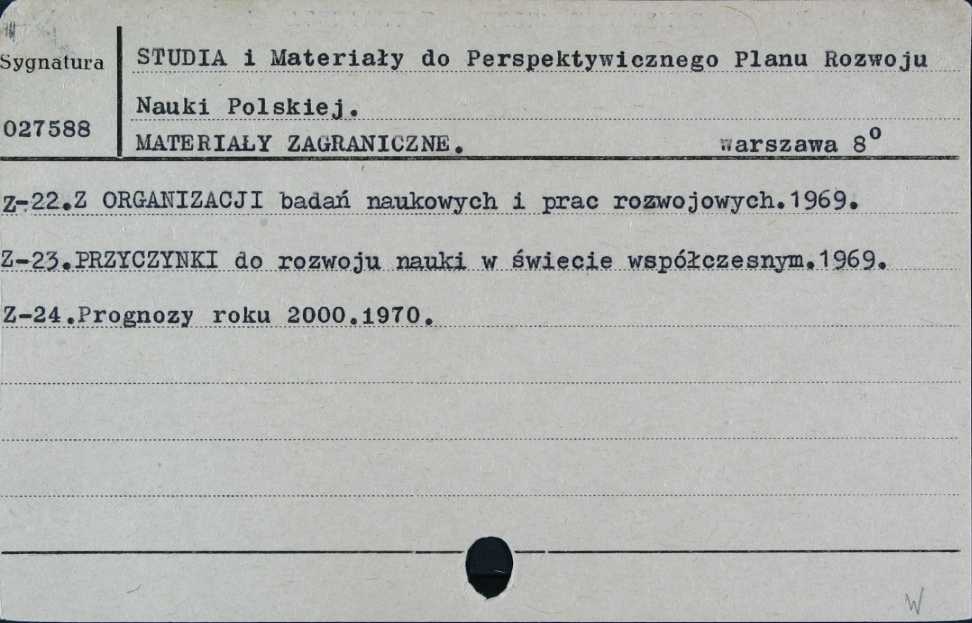 Sygnatura
027588
STUDIA i Materiały do Perspektywicznego Planu Rozwoju
Nauki Polskiej.
MATERIAŁY ZAGRANICZNE. Warszawa 8º
Z-22.Z ORGANIZACJI badań naukowych i prac rozwojowych.1969.
Z-23.PRZYCZYNKI do rozwoju nauki w świecie współczesnym.1969.
Z-24.Prognozy roku 2000.1970.
W